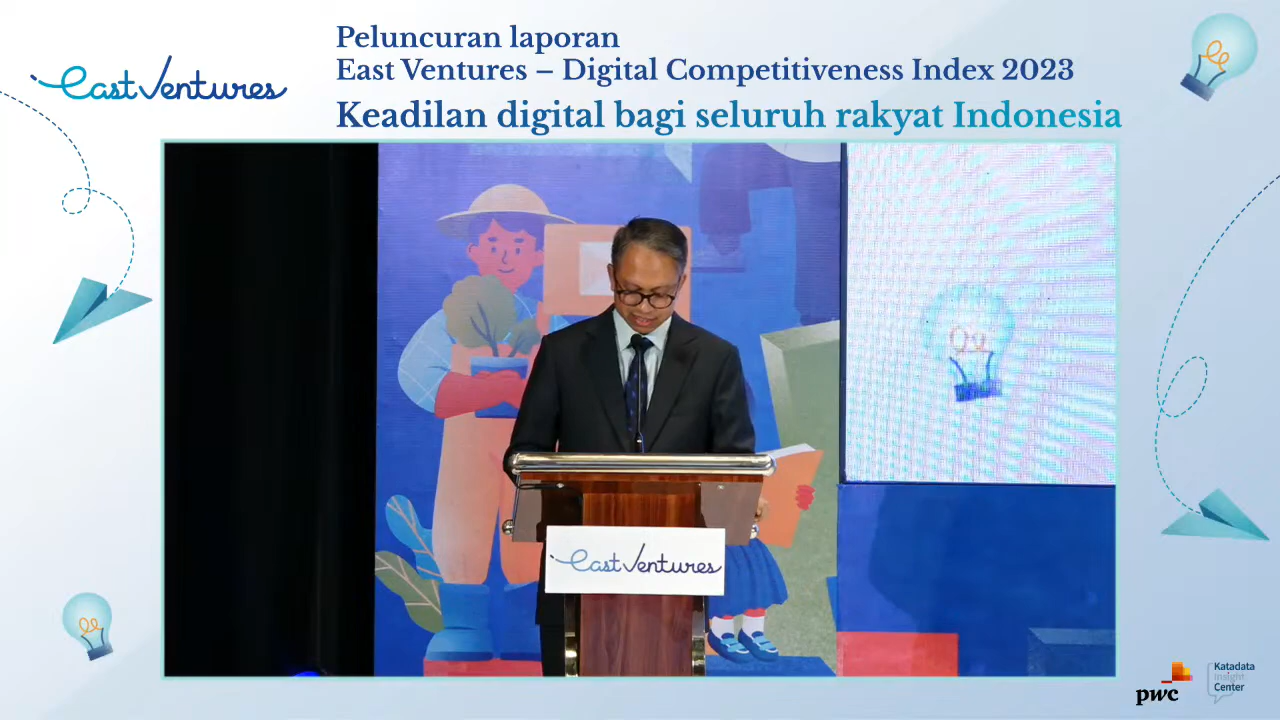 East Ventures
Peluncuran laporan
East Ventures – Digital Competitiveness Index 2023
Keadilan digital bagi seluruh rakyat Indonesia
East Ventures
pwc
Katadata
Insight
Center